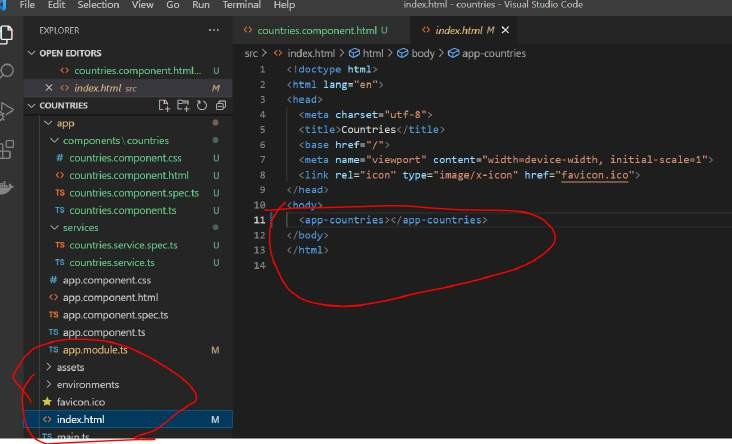 File Edit Selection View Go Run Terminal Help index.html - countries - Visual Studio Code
EXPLORER ...
OPEN EDITORS
countries.component.html... U
index.html src M
COUNTRIES
app
components\countries
# countries.component.css U
countries.component.html U
TS countries.component.spec.ts U
TS countries.component.ts U
services
TS countries.service.spec.ts U
TS countries.service.ts U
# app.component.css
app.component.html
TS app.component.spec.ts
TS app.component.ts
TS app.module.ts M
assets
environments
favicon.ico
index.html M
TS main.ts
countries.component.html U
index.html M
src > index.html > html > body > app-countries
1 <!doctype html>
2 <html lang="en">
3 <head>
4 <meta charset="utf-8">
5 <title>Countries</title>
6 <base href="/">
7 <meta name="viewport" content="width=device-width, initial-scale=1">
8 <link rel="icon" type="image/x-icon" href="favicon.ico">
9 </head>
10 <body>
11 <app-countries></app-countries>
12 </body>
13 </html>
14